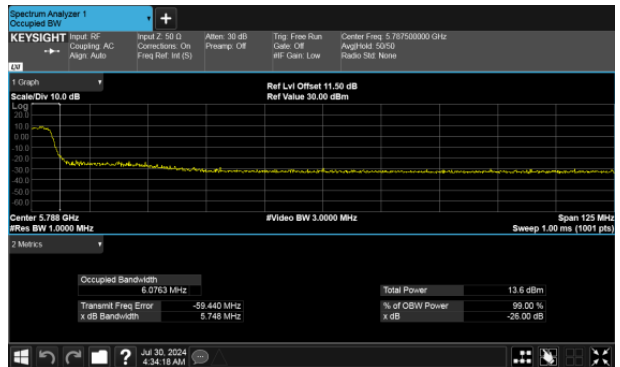 Spectrum Analyzer 1
Occupied BW
KEYSIGHT
Input: RF
Coupling: AC
Align: Auto
Input Z: 50 Ω
Corrections: On
Freq Ref: Int (S)
Atten: 30 dB
Preamp: Off
Trig: Free Run
Gate: Off
#IF Gain: Low
Center Freq: 5.787500000 GHz
Avg|Hold: 50/50
Radio Std: None
LXI
1 Graph
Scale/Div 10.0 dB
Ref Lvl Offset 11.50 dB
Ref Value 30.00 dBm
Log
20.0
10.0
0.00
-10.0
-20.0
-30.0
-40.0
-50.0
-60.0
Center 5.788 GHz
#Res BW 1.0000 MHz
#Video BW 3.0000 MHz
Span 125 MHz
Sweep 1.00 ms (1001 pts)
2 Metrics
Occupied Bandwidth
6.0763 MHz
Transmit Freq Error -59.440 MHz
x dB Bandwidth 5.748 MHz
Total Power 13.6 dBm
% of OBW Power 99.00 %
x dB -26.00 dB
?
Jul 30, 2024
4:34:18 AM